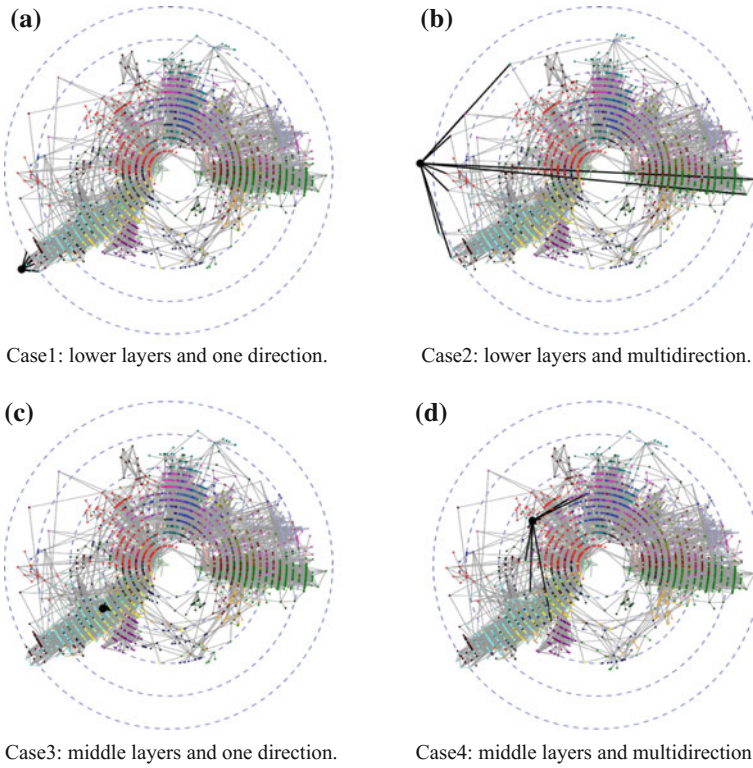 (a)
(b)
Case1: lower layers and one direction.
Case2: lower layers and multidirection.
(c)
(d)
Case3: middle layers and one direction.
Case4: middle layers and multidirection